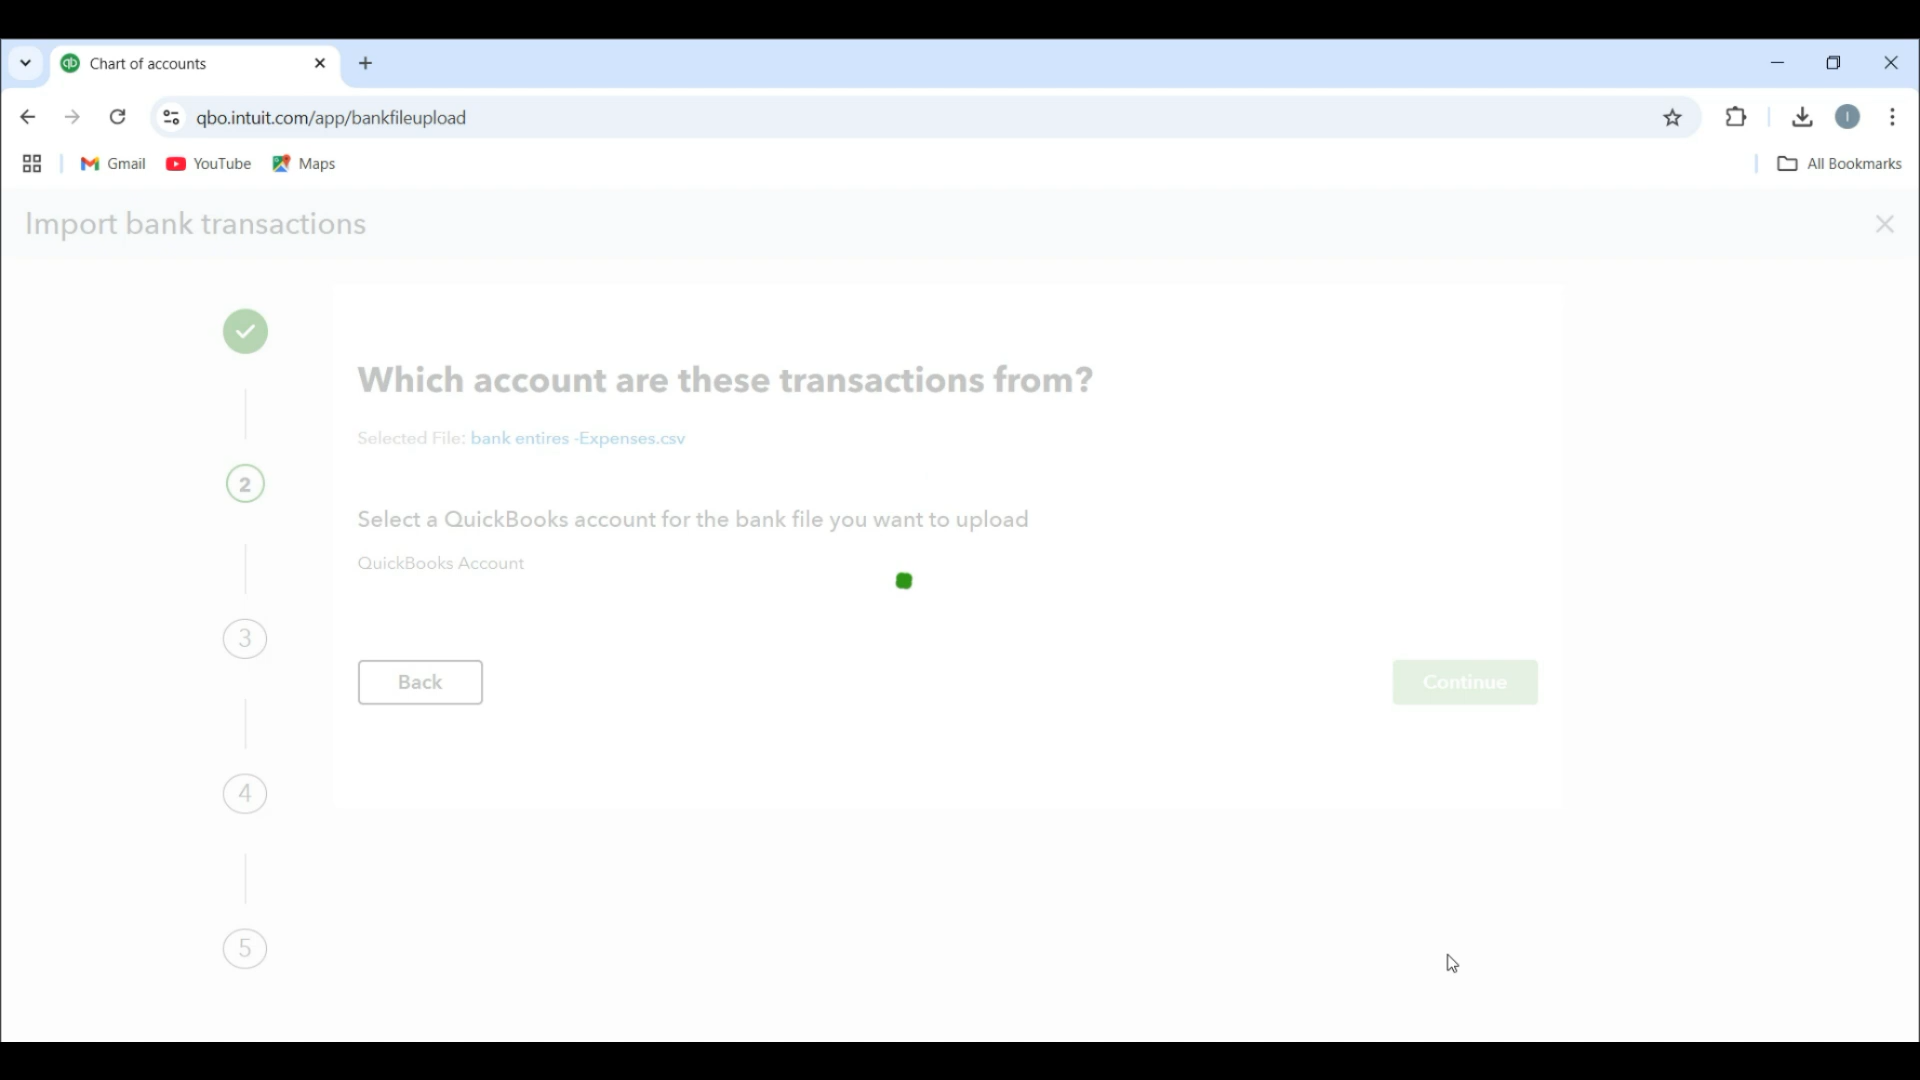 Chart of accounts
qbo.intuit.com/app/bankfileupload
I
Gmail
YouTube
Maps
All Bookmarks
Import bank transactions
Which account are these transactions from?
Selected File: bank entires -Expenses.csv
2
Select a QuickBooks account for the bank file you want to upload
QuickBooks Account
3
Back
Continue
4
5